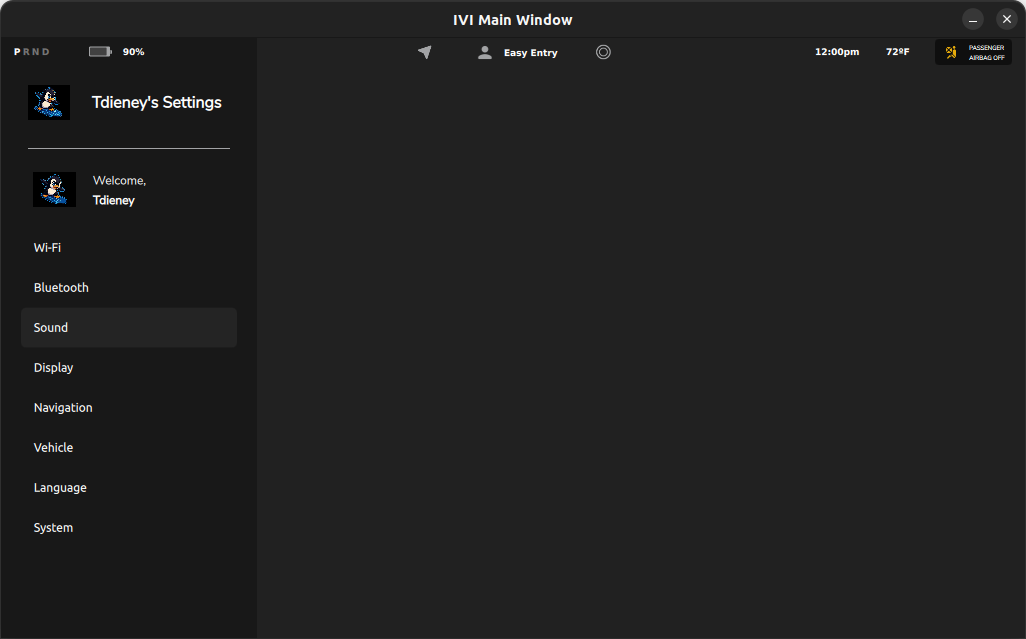 IVI Main Window
P R N D 90% Easy Entry 12:00pm 72ºF PASSENGER
AIRBAG OFF
Tdieney's Settings
Welcome,
Tdieney
Wi-Fi
Bluetooth
Sound
Display
Navigation
Vehicle
Language
System